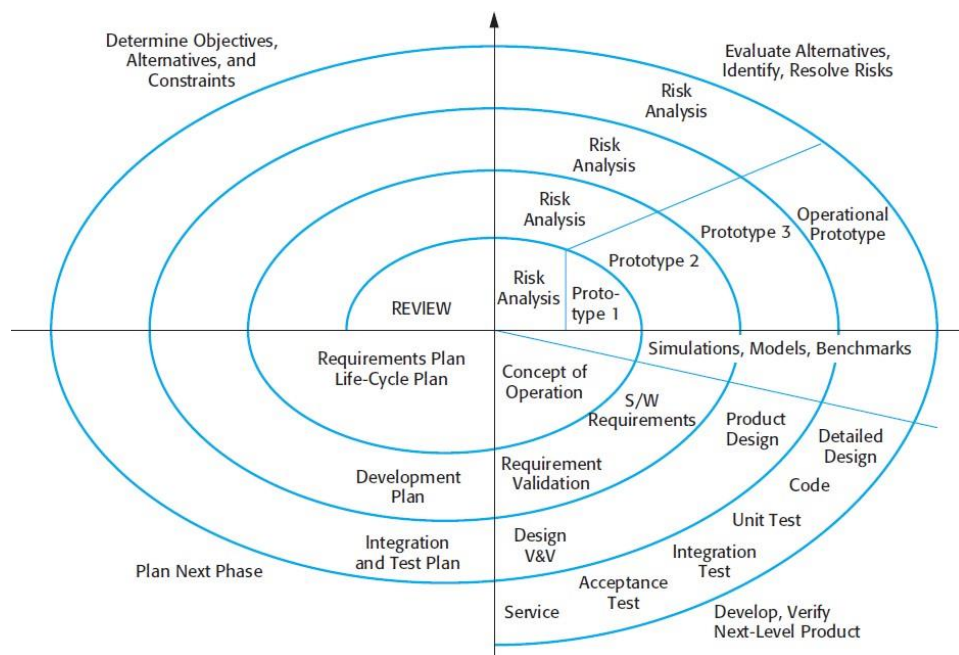 Determine Objectives,
Alternatives, and
Constraints
Evaluate Alternatives,
Identify, Resolve Risks
Risk
Analysis
Risk
Analysis
Risk
Analysis
Operational
Prototype
Prototype 3
Prototype 2
Risk
Analysis
Proto-
type 1
REVIEW
Simulations, Models, Benchmarks
Requirements Plan
Life-Cycle Plan
Concept of
Operation
S/W
Requirements
Product
Design
Detailed
Design
Development
Plan
Requirement
Validation
Code
Unit Test
Integration
and Test Plan
Design
V&V
Integration
Test
Plan Next Phase
Acceptance
Test
Service
Develop, Verify
Next-Level Product